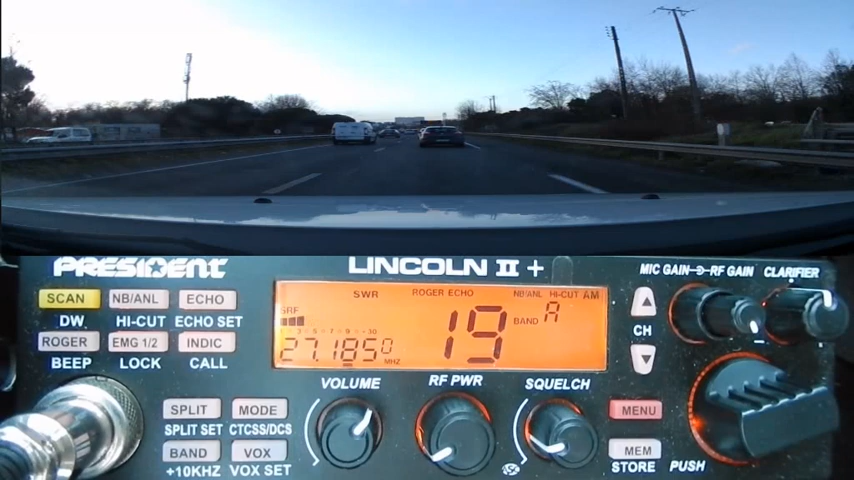 PRESIDENT
LINCOLN II +
MIC GAIN RF GAIN CLARIFIER
SCAN NB/ANL ECHO
DW HI-CUT ECHO SET
ROGER EMG 1/2 INDIC
BEEP LOCK CALL
SWR ROGER ECHO NB/ANL HI-CUT AM
SRF
19 BAND A
27.1850 MHZ
CH
VOLUME RF PWR SQUELCH
SPLIT MODE
SPLIT SET CTCSS/DCS
BAND VOX
+10KHZ VOX SET
MENU
MEM
STORE PUSH